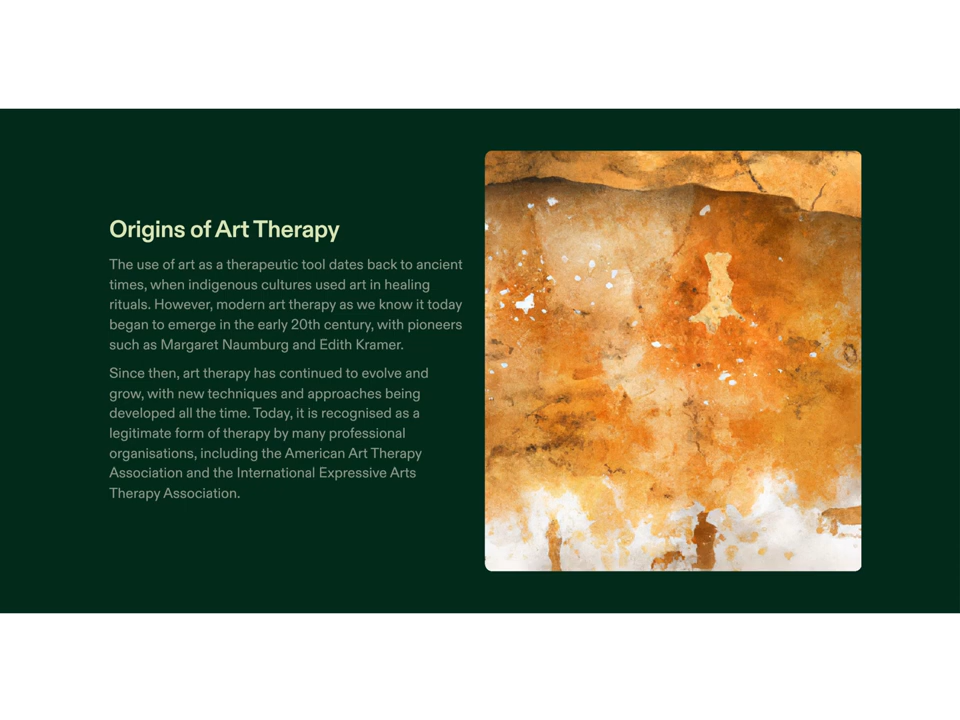 Origins of Art Therapy
The use of art as a therapeutic tool dates back to ancient
times, when indigenous cultures used art in healing
rituals. However, modern art therapy as we know it today
began to emerge in the early 20th century, with pioneers
such as Margaret Naumburg and Edith Kramer.
Since then, art therapy has continued to evolve and
grow, with new techniques and approaches being
developed all the time. Today, it is recognised as a
legitimate form of therapy by many professional
organisations, including the American Art Therapy
Association and the International Expressive Arts
Therapy Association.